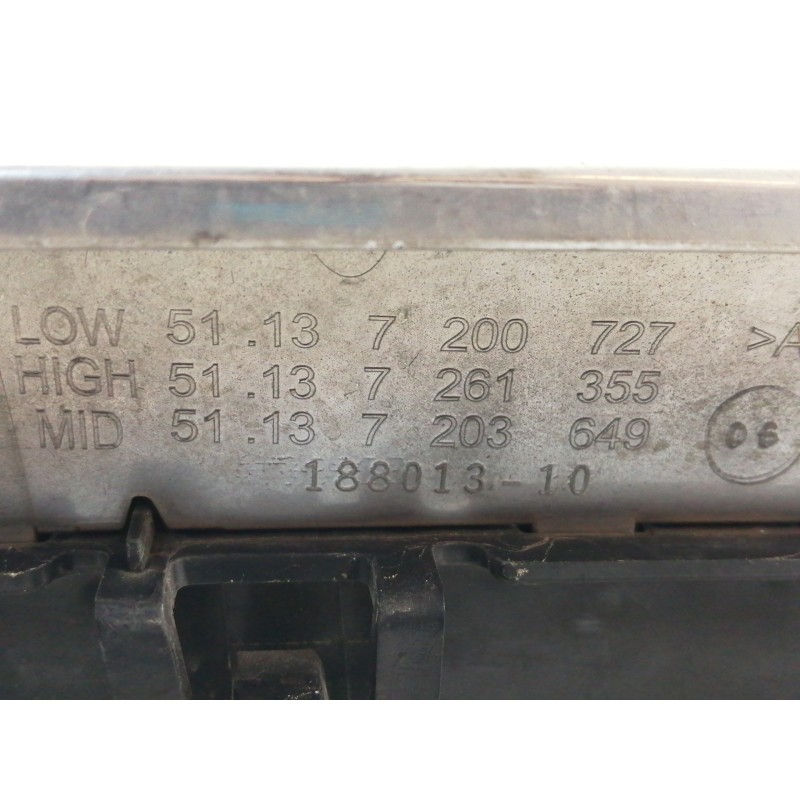 LOW 51.13 7 200 727 >A
HIGH 51.13 7 261 355
MID 51.13 7 203 649 06
188013-10